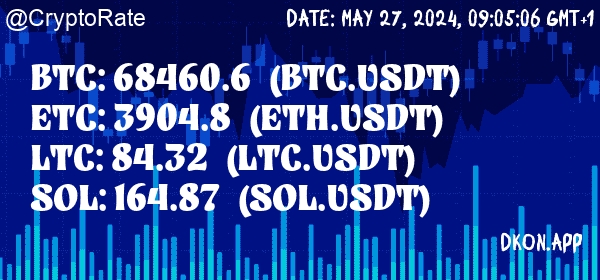 @CryptoRate
DATE: MAY 27, 2024, 09:05:06 GMT+1
BTC: 68460.6 (BTC.USDT)
ETC: 3904.8 (ETH.USDT)
LTC: 84.32 (LTC.USDT)
SOL: 164.87 (SOL.USDT)
DKON.APP